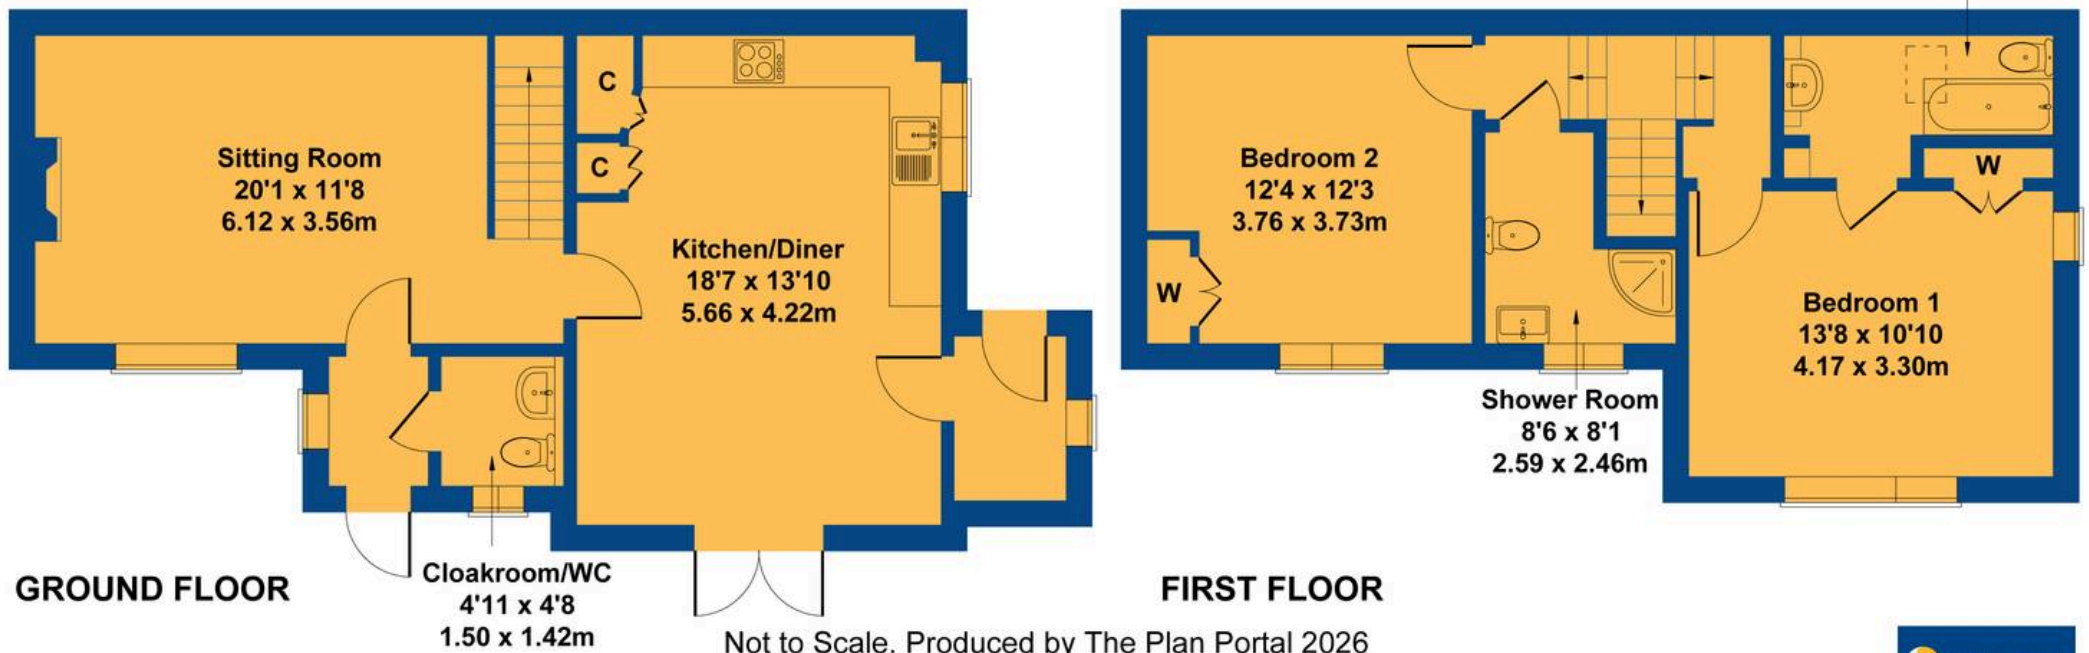 Sitting Room
20'1 x 11'8
6.12 x 3.56m
C
C
Kitchen/Diner
18'7 x 13'10
5.66 x 4.22m
Cloakroom/WC
4'11 x 4'8
1.50 x 1.42m
GROUND FLOOR
Bedroom 2
12'4 x 12'3
3.76 x 3.73m
W
W
Bedroom 1
13'8 x 10'10
4.17 x 3.30m
Shower Room
8'6 x 8'1
2.59 x 2.46m
FIRST FLOOR
Not to Scale. Produced by The Plan Portal 2026